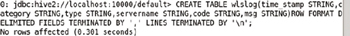 0: jdbc:hive2://localhost:10000/default> CREATE TABLE wlslog(time_stamp STRING,c
ategory STRING,type STRING,servername STRING,code STRING,msg STRING)ROW FORMAT D
ELIMITED FIELDS TERMINATED BY ',' LINES TERMINATED BY '\n';
No rows affected (0.301 seconds)